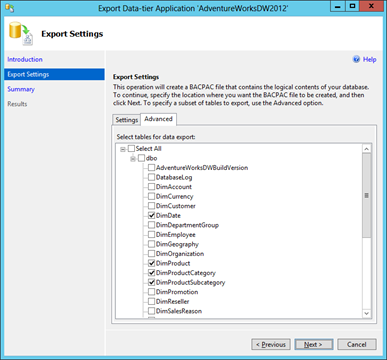 Export Data-tier Application 'AdventureWorksDW2012'
Export Settings
Introduction
Export Settings
Summary
Results
Help
Export Settings
This operation will create a BACPAC file that contains the logical contents of your database.
To continue, specify the location where you want the BACPAC file to be created, and then
click Next. To specify a subset of tables to export, use the Advanced option.
Settings Advanced
Select tables for data export:
Select All
dbo
AdventureWorksDWBuildVersion
DatabaseLog
DimAccount
DimCurrency
DimCustomer
DimDate
DimDepartmentGroup
DimEmployee
DimGeography
DimOrganization
DimProduct
DimProductCategory
DimProductSubcategory
DimPromotion
DimReseller
DimSalesReason
< Previous Next > Cancel